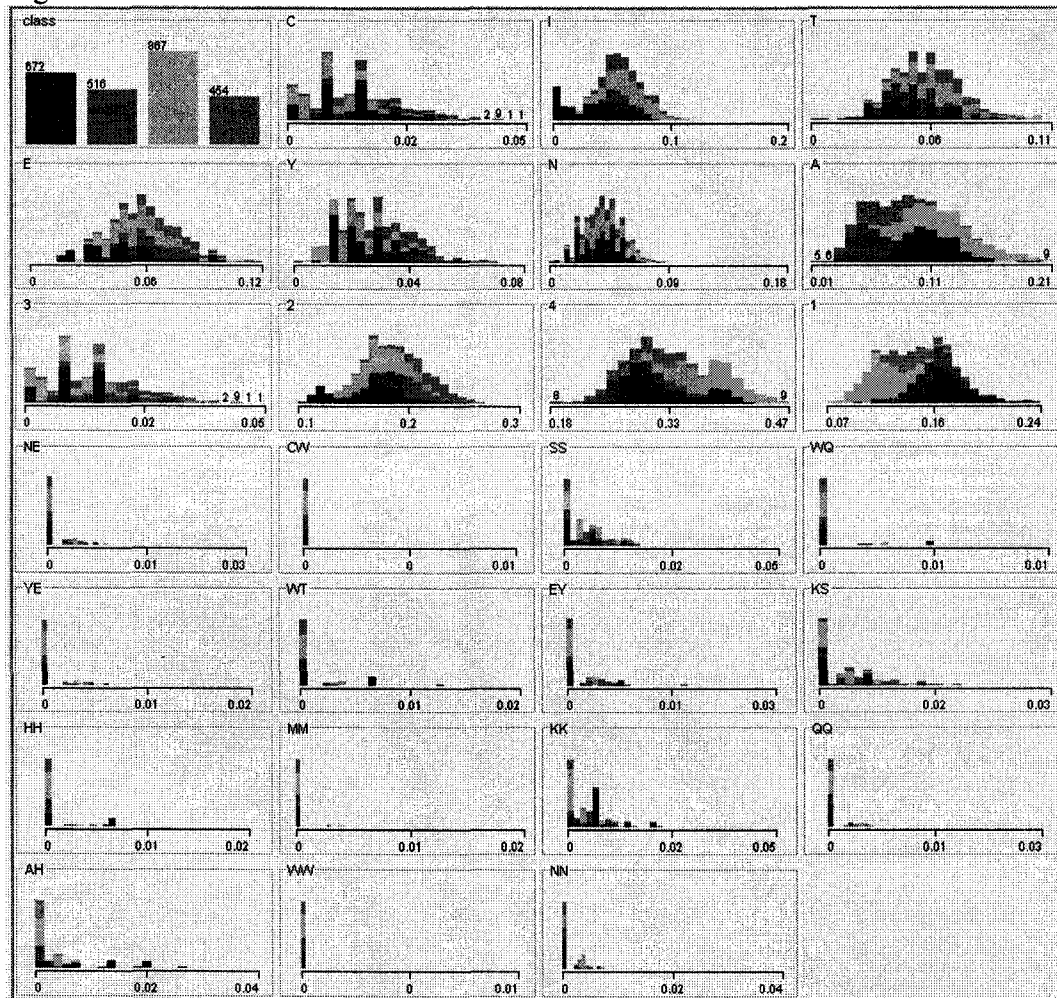 class C I T
672 516 867 454
2 9 1 1
0 0.02 0.05 0 0.1 0.2 0 0.06 0.11
E Y N A
5 6 9
0 0.06 0.12 0 0.04 0.08 0 0.09 0.18 0.01 0.11 0.21
3 2 4 1
2 9 1 1 8 9
0 0.02 0.05 0.1 0.2 0.3 0.18 0.33 0.47 0.07 0.16 0.24
NE CW SS WQ
0 0.01 0.03 0 0 0.01 0 0.02 0.05 0 0.01 0.01
YE WT EY KS
0 0.01 0.02 0 0.01 0.02 0 0.01 0.03 0 0.02 0.03
HH MM KK QQ
0 0.01 0.02 0 0.01 0.02 0 0.02 0.05 0 0.01 0.03
AH WW NN
0 0.02 0.04 0 0 0.01 0 0.02 0.04